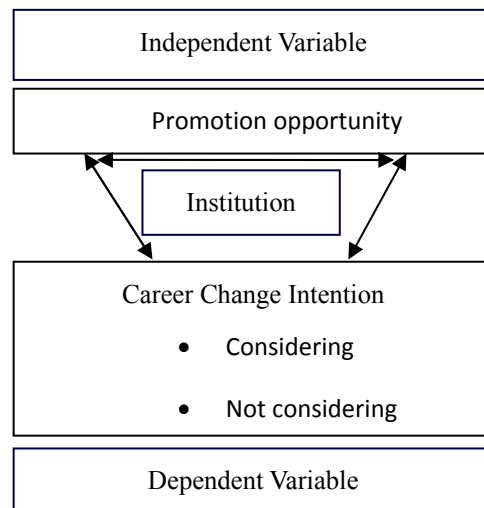 Independent Variable
Promotion opportunity
Institution
Career Change Intention
• Considering
• Not considering
Dependent Variable